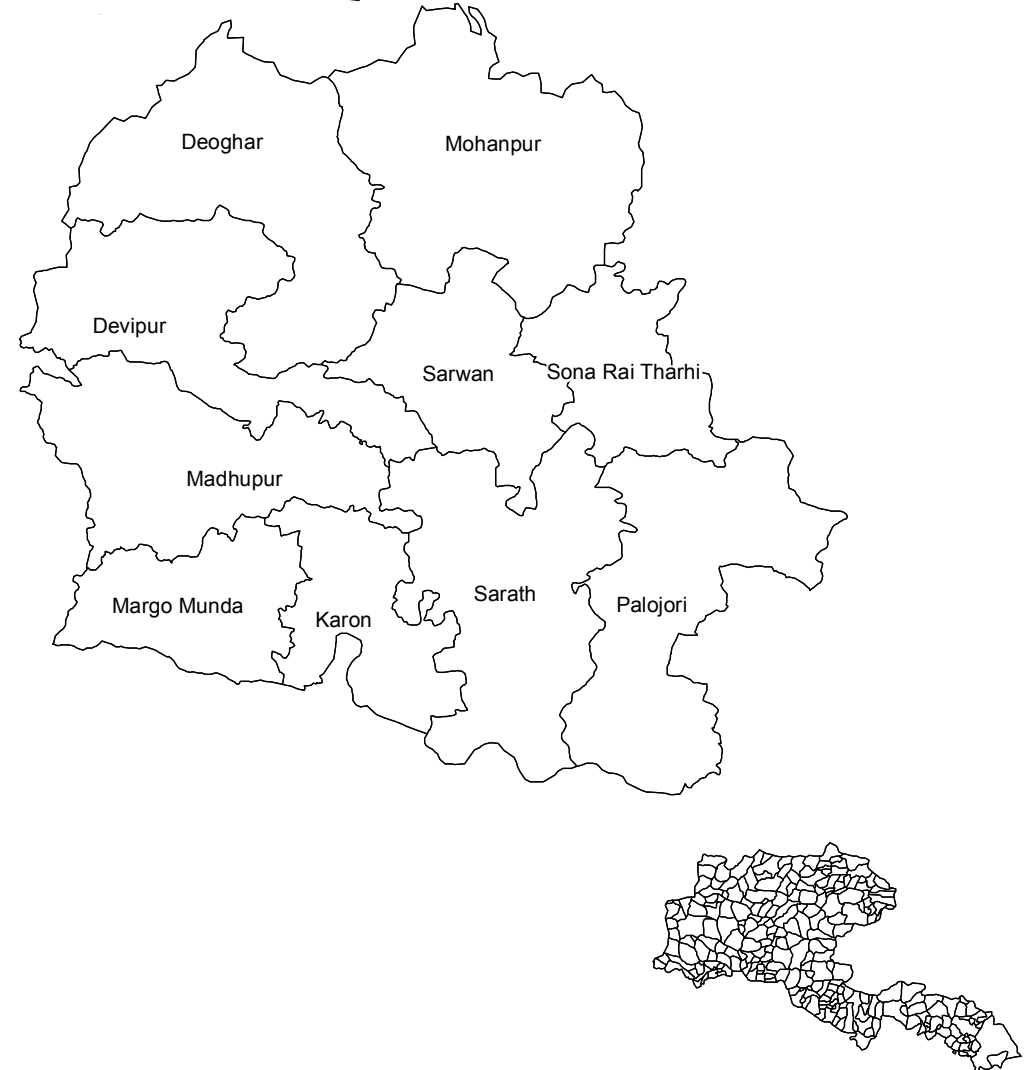 Deoghar
Mohanpur
Devipur
Sarwan
Sona Rai Tharhi
Madhupur
Margo Munda
Karon
Sarath
Palojori